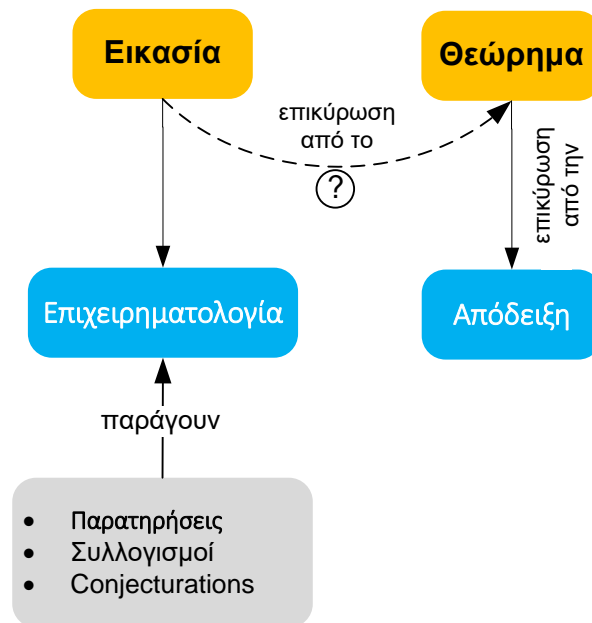 Εικασία
Θεώρημα
επικύρωση
από το
?
επικύρωση
από την
Επιχειρηματολογία
Απόδειξη
παράγουν
• Παρατηρήσεις
• Συλλογισμοί
• Conjecturations